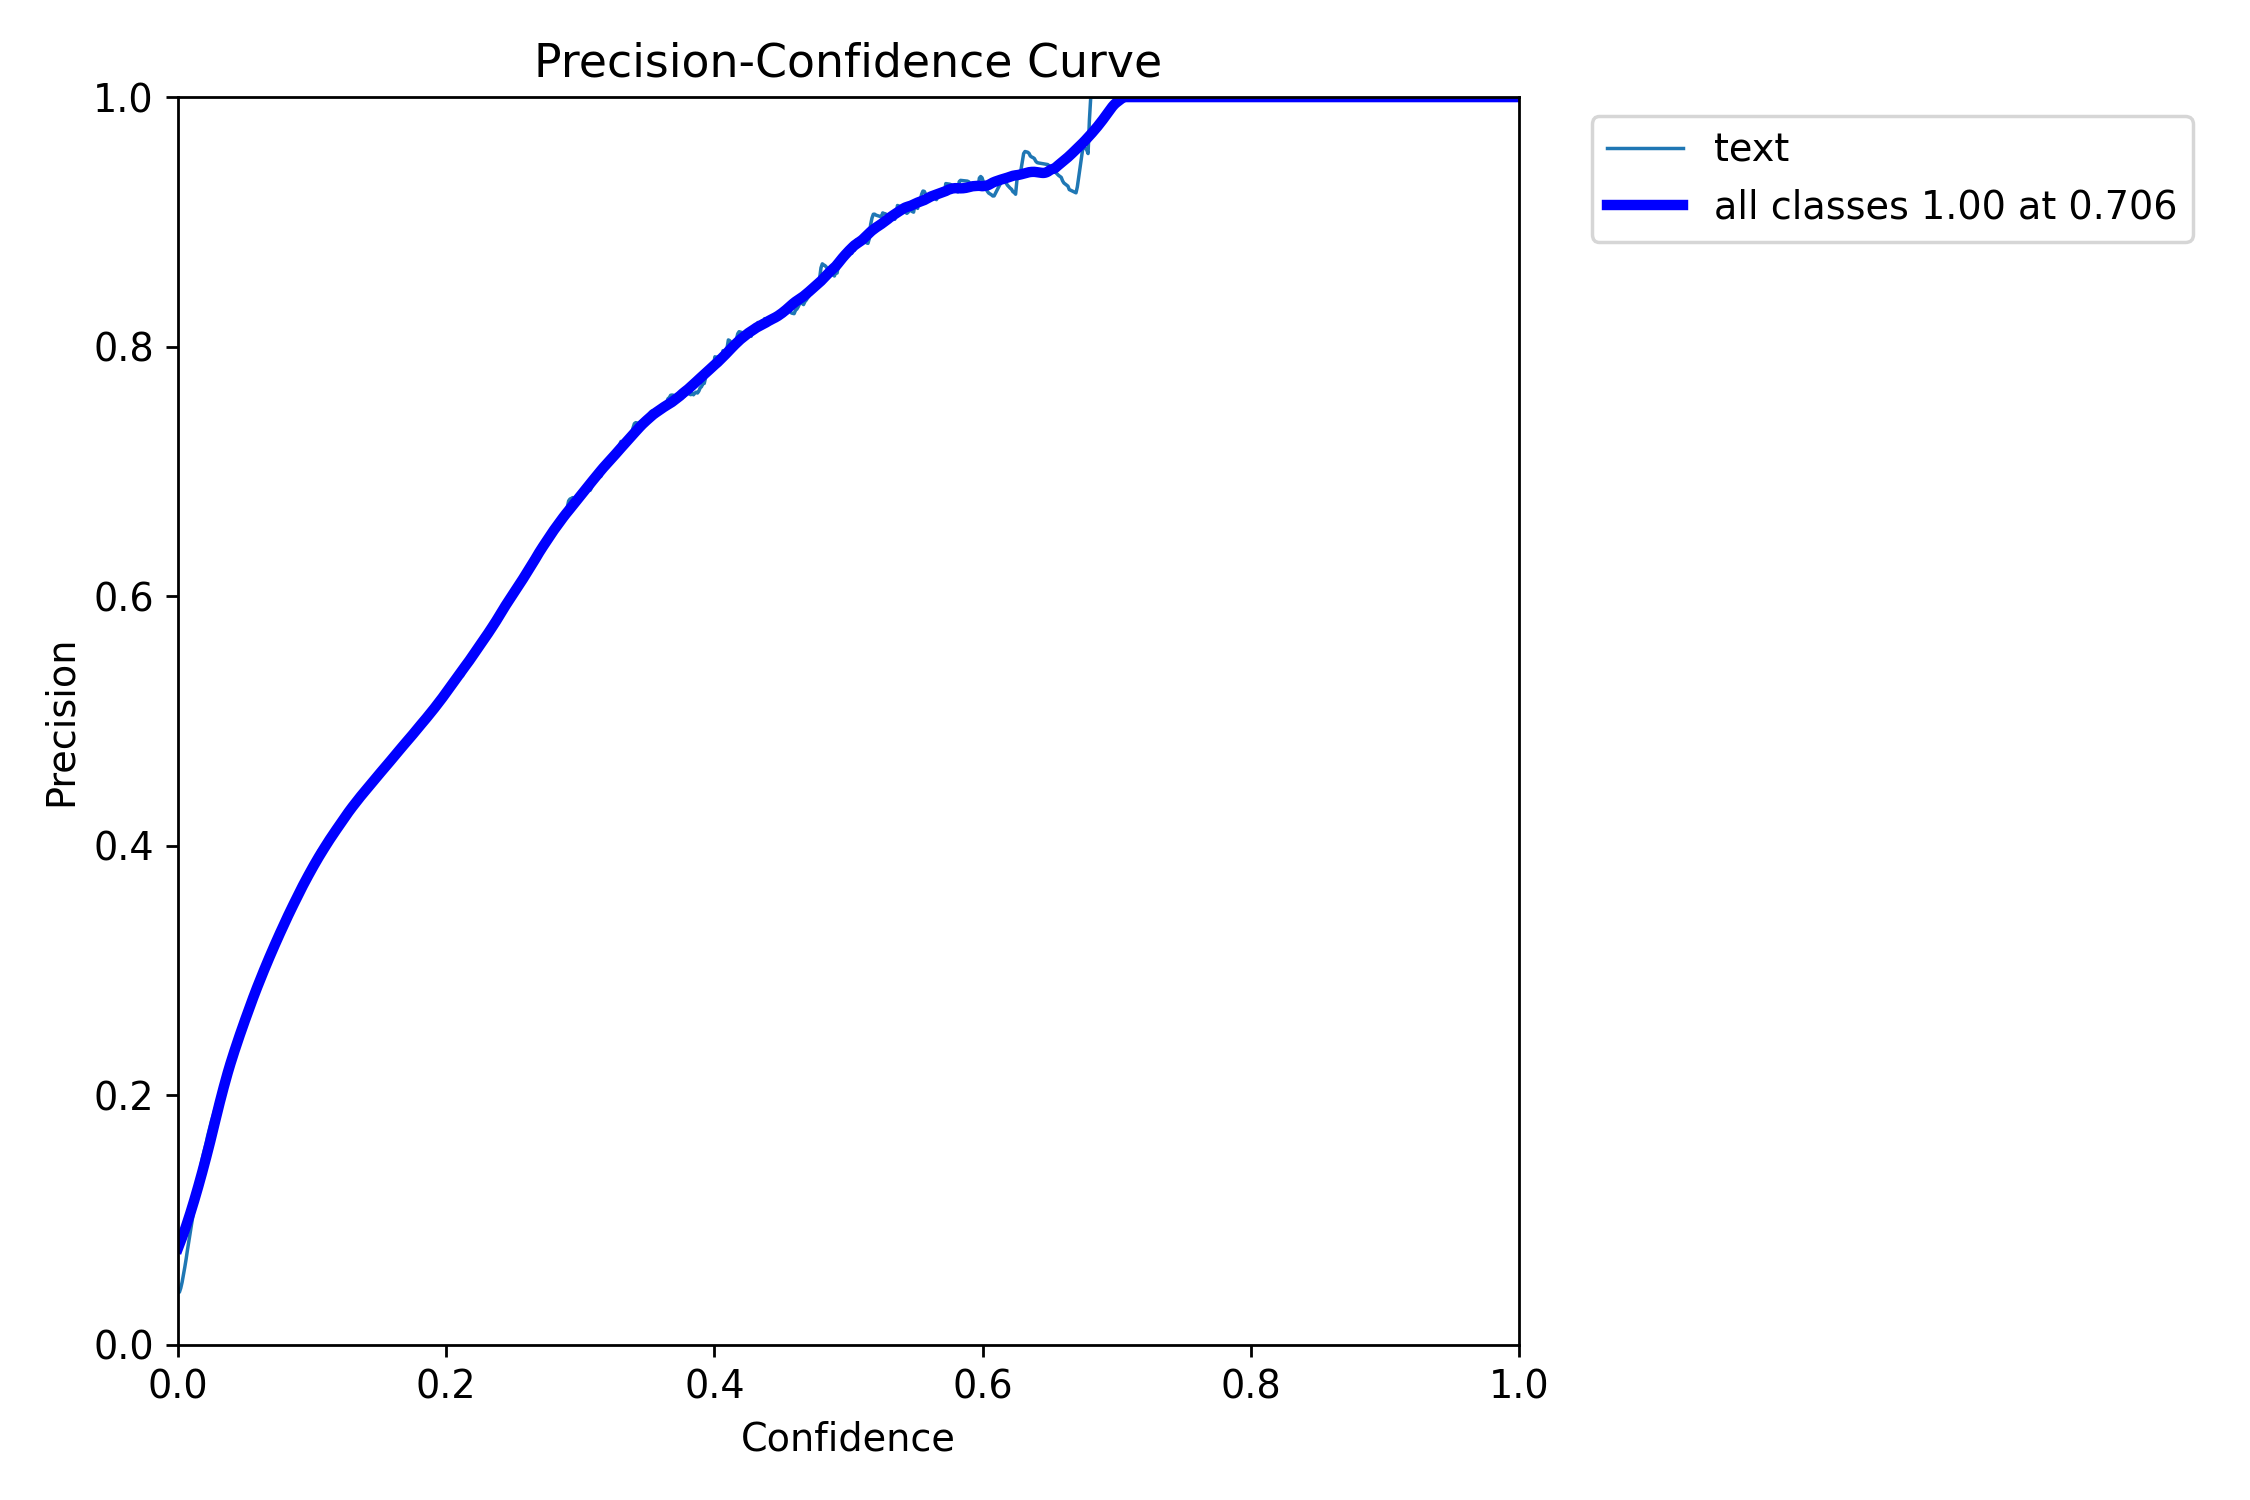 Precision-Confidence Curve
1.0
0.8
0.6
0.4
0.2
0.0
Precision
0.0 0.2 0.4 0.6 0.8 1.0
Confidence
text
all classes 1.00 at 0.706